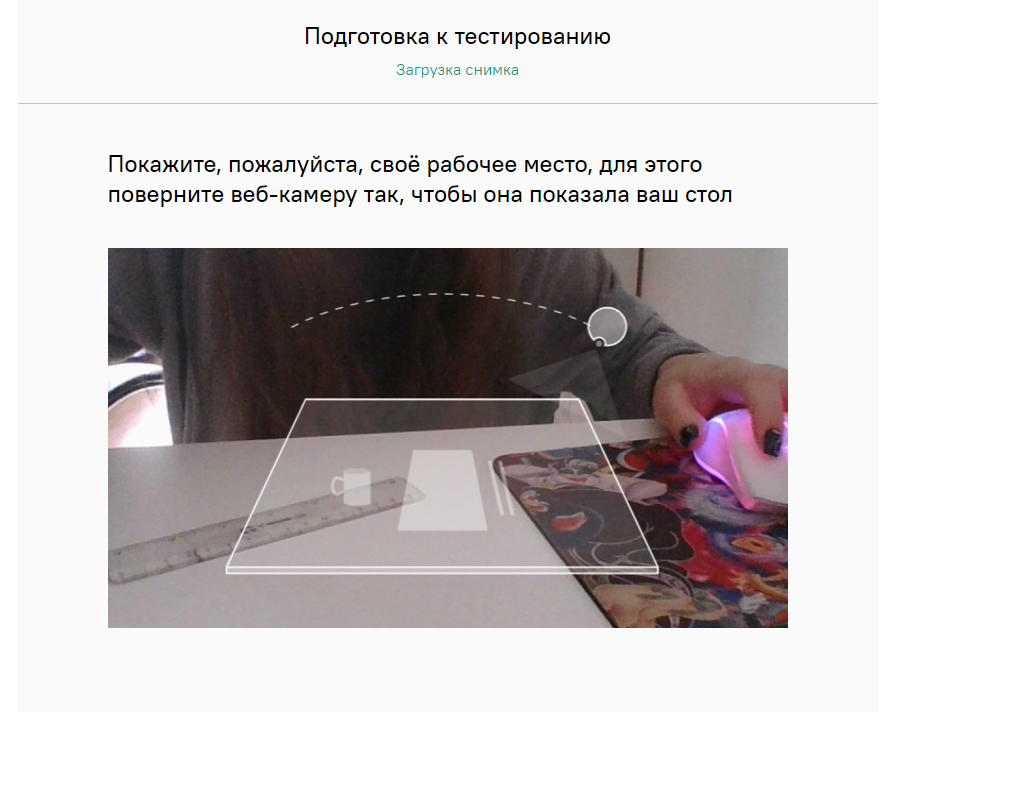 Подготовка к тестированию
Загрузка снимка
Покажите, пожалуйста, своё рабочее место, для этого
поверните веб-камеру так, чтобы она показала ваш стол